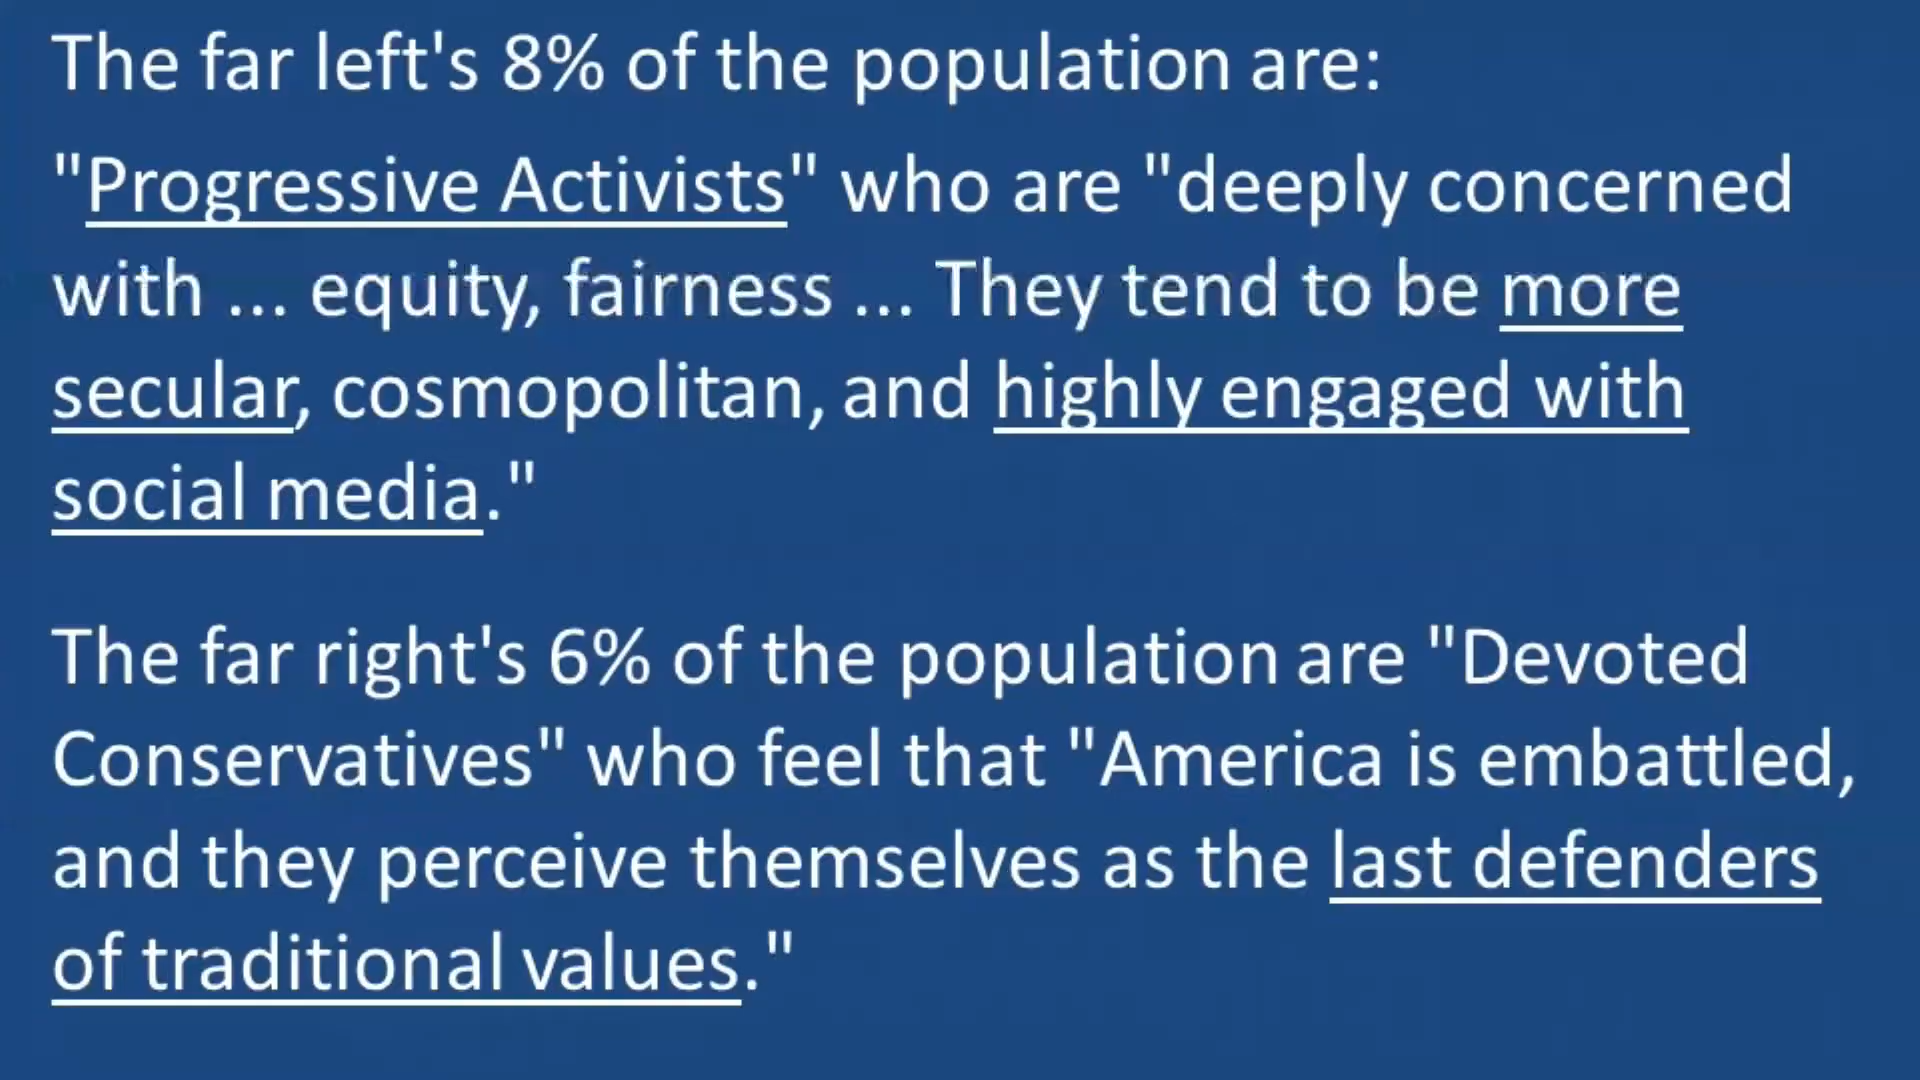 The far left's 8% of the population are:
"Progressive Activists" who are "deeply concerned
with ... equity, fairness ... They tend to be more
secular, cosmopolitan, and highly engaged with
social media."
The far right's 6% of the population are "Devoted
Conservatives" who feel that "America is embattled,
and they perceive themselves as the last defenders
of traditional values."